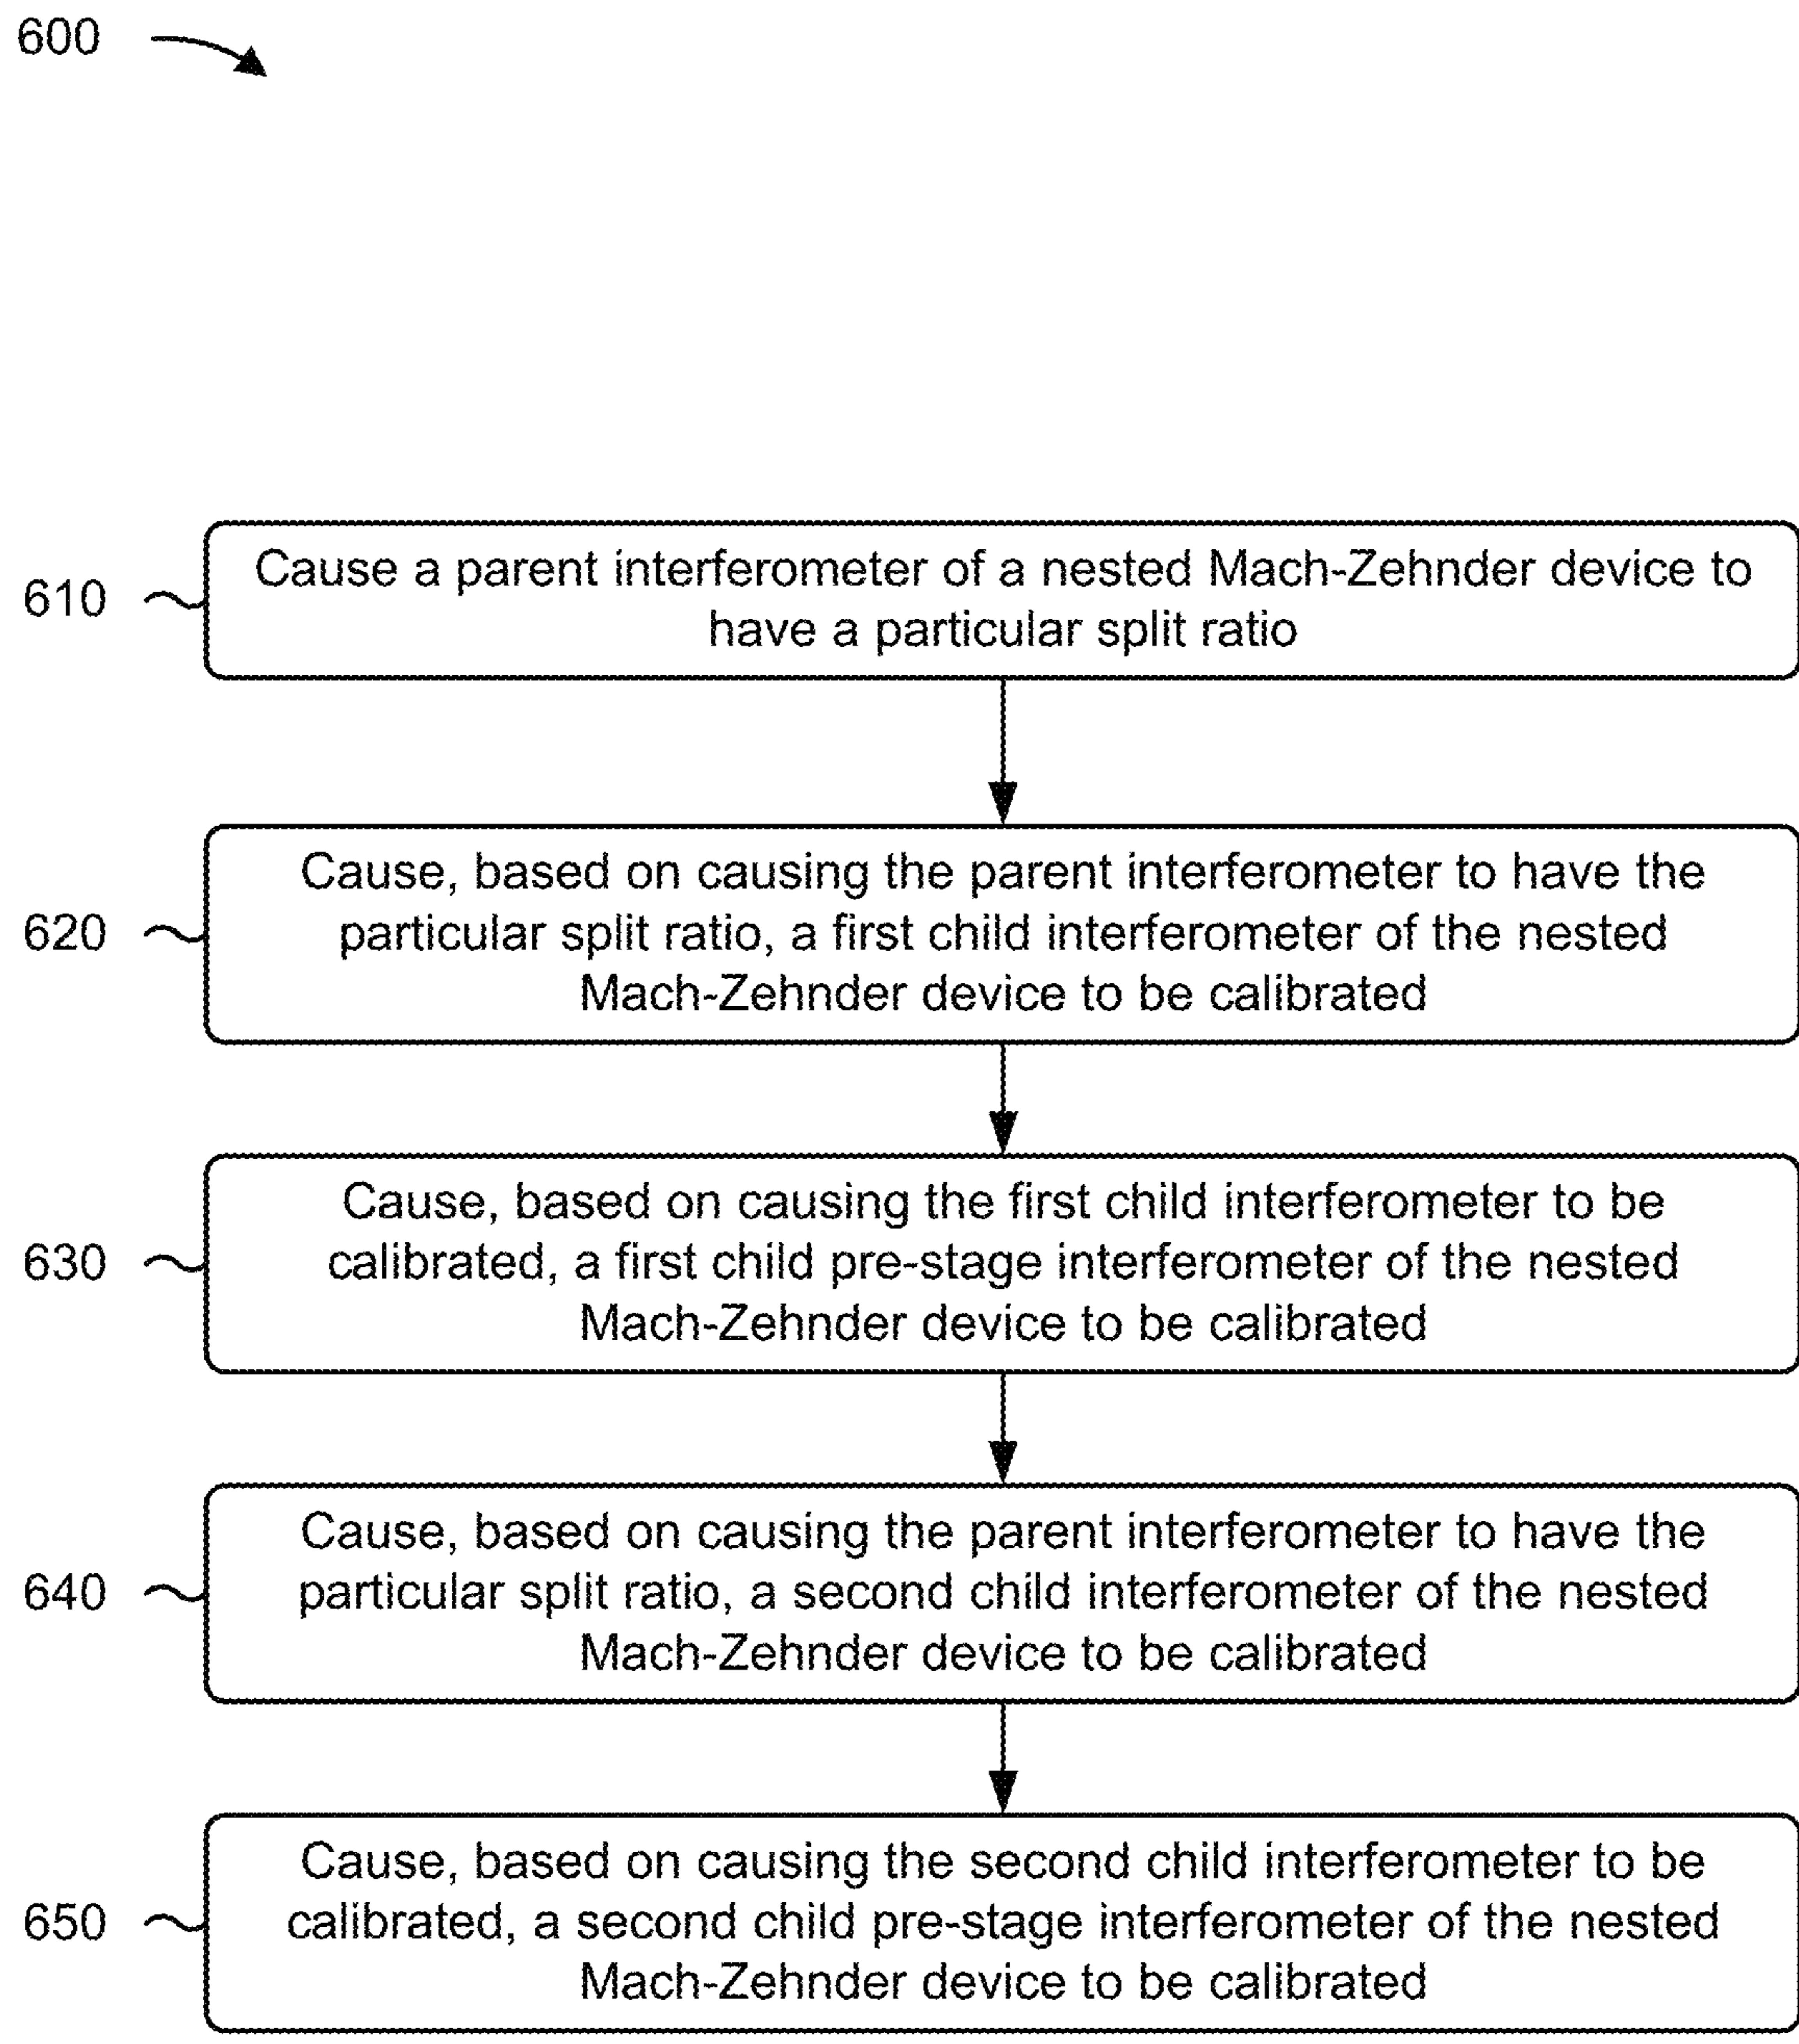 600
610
Cause a parent interferometer of a nested Mach-Zehnder device to
have a particular split ratio
620
Cause, based on causing the parent interferometer to have the
particular split ratio, a first child interferometer of the nested
Mach-Zehnder device to be calibrated
630
Cause, based on causing the first child interferometer to be
calibrated, a first child pre-stage interferometer of the nested
Mach-Zehnder device to be calibrated
640
Cause, based on causing the parent interferometer to have the
particular split ratio, a second child interferometer of the nested
Mach-Zehnder device to be calibrated
650
Cause, based on causing the second child interferometer to be
calibrated, a second child pre-stage interferometer of the nested
Mach-Zehnder device to be calibrated